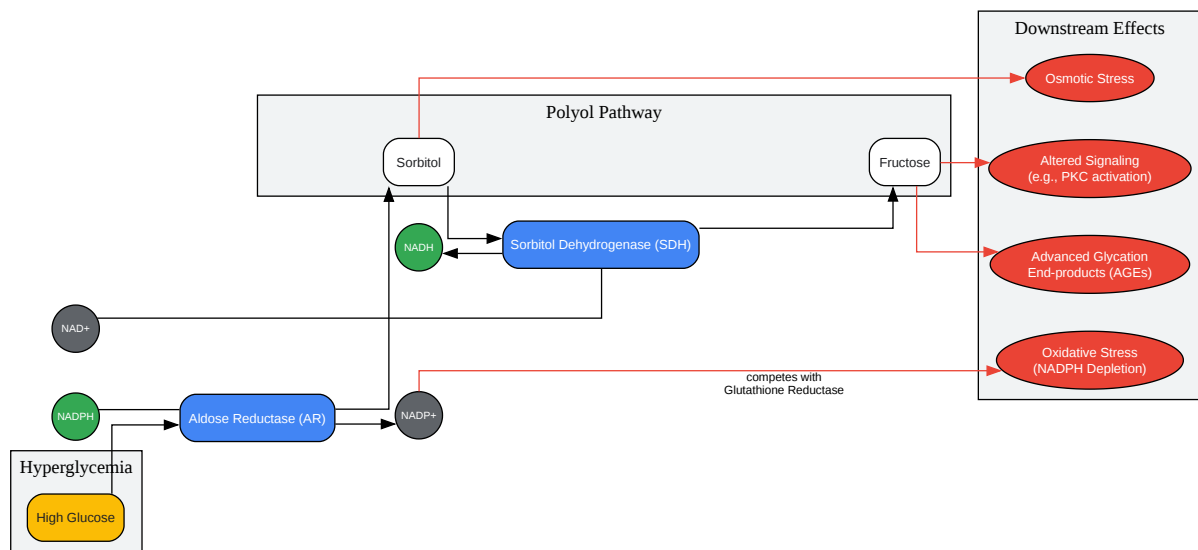 Downstream Effects
Osmotic Stress
Polyol Pathway
Sorbitol
Fructose
Altered Signaling
(e.g., PKC activation)
NADH
Sorbitol Dehydrogenase (SDH)
Advanced Glycation
End-products (AGEs)
NAD+
Oxidative Stress
(NADPH Depletion)
competes with
Glutathione Reductase
NADPH
Aldose Reductase (AR)
NADP+
Hyperglycemia
High Glucose